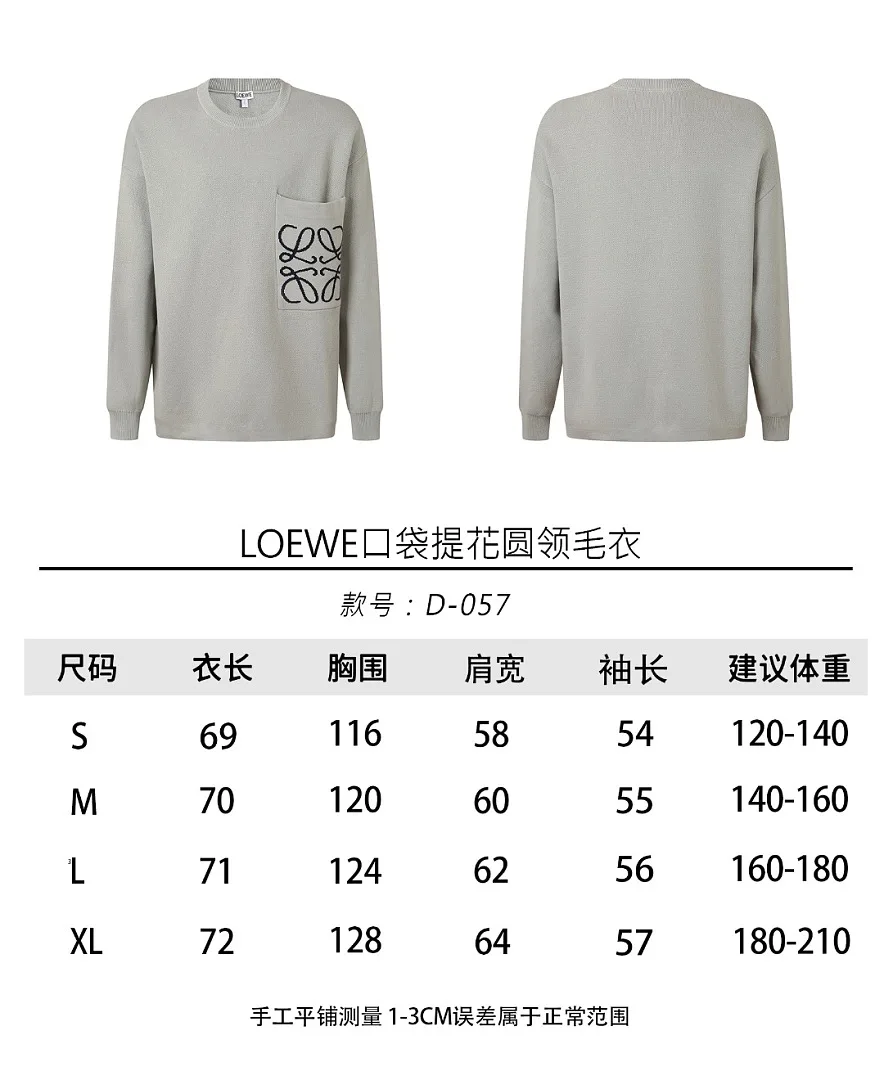 LOEWE
LOEWE口袋提花圆领毛衣
款号：D-057
尺码 衣长 胸围 肩宽 袖长 建议体重
S 69 116 58 54 120-140
M 70 120 60 55 140-160
L 71 124 62 56 160-180
XL 72 128 64 57 180-210
手工平铺测量 1-3CM误差属于正常范围